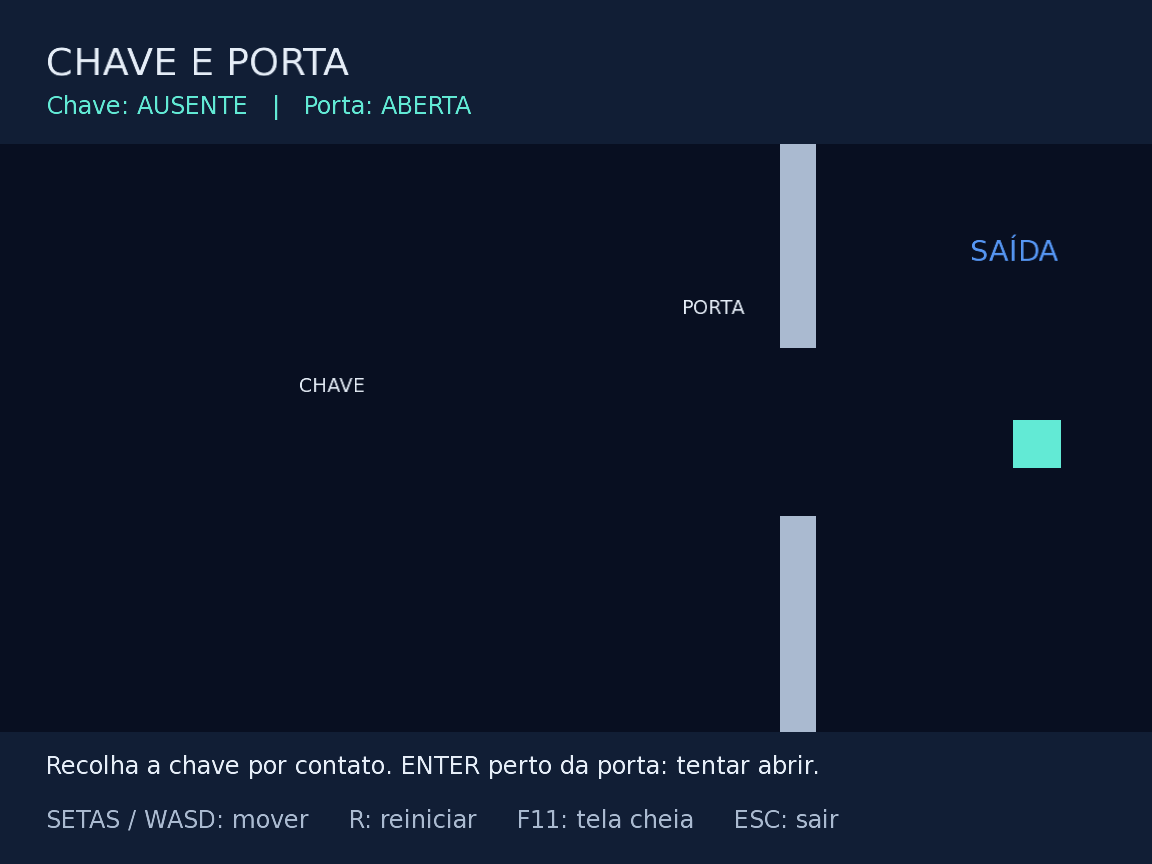 CHAVE E PORTA
Chave: AUSENTE | Porta: ABERTA
SAÍDA
PORTA
CHAVE
Recolha a chave por contato. ENTER perto da porta: tentar abrir.
SETAS / WASD: mover R: reiniciar F11: tela cheia ESC: sair